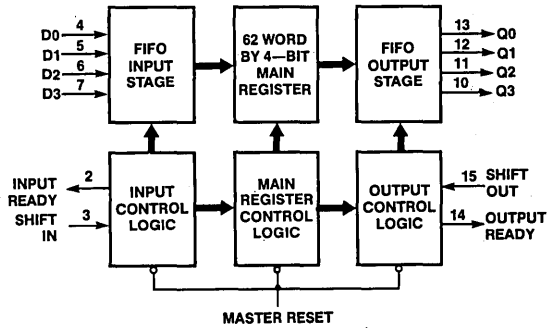 D0 4
D1 5
D2 6
D3 7
FIFO
INPUT
STAGE
62 WORD
BY 4—BIT
MAIN
REGISTER
FIFO
OUTPUT
STAGE
13 Q0
12 Q1
11 Q2
10 Q3
INPUT
READY
2
SHIFT
IN
3
INPUT
CONTROL
LOGIC
MAIN
REGISTER
CONTROL
LOGIC
OUTPUT
CONTROL
LOGIC
15 SHIFT
OUT
14 OUTPUT
READY
MASTER RESET